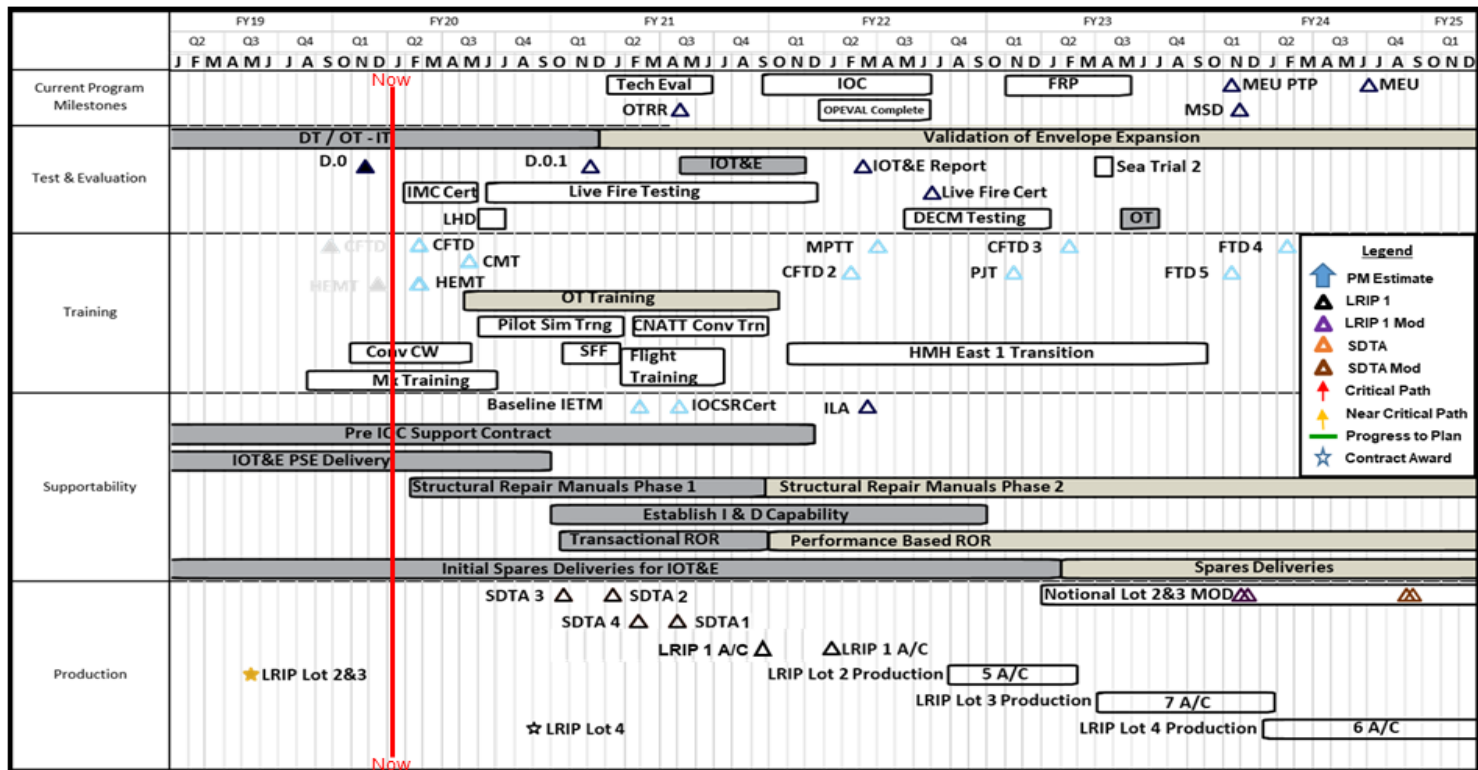 FY19 FY20 FY21 FY22 FY23 FY24 FY25
Q2 Q3 Q4 Q1 Q2 Q3 Q4 Q1 Q2 Q3 Q4 Q1 Q2 Q3 Q4 Q1 Q2 Q3 Q4 Q1 Q2 Q3 Q4 Q1
J F M A M J J A S O N D J F M A M J J A S O N D J F M A M J J A S O N D J F M A M J J A S O N D J F M A M J J A S O N D J F M A M J J A S O N D
Now
Current Program
Milestones
Tech Eval IOC FRP MEU PTP MEU
OTRR OPEVAL Complete MSD
Test & Evaluation
DT / OT - IT Validation of Envelope Expansion
D.0 D.0.1 IOT&E IOT&E Report Sea Trial 2
IMC Cert Live Fire Testing Live Fire Cert
LHD DECM Testing OT
Training
CFTD CFTD MPTT CFTD 3 FTD 4
CMT CFTD 2 PJT FTD 5
HEMT HEMT
OT Training
Pilot Sim Trng CNATT Conv Trn
Conv CW SFF Flight
Training
HMH East 1 Transition
Mx Training
Legend
PM Estimate
LRIP 1
LRIP 1 Mod
SDTA
SDTA Mod
Critical Path
Near Critical Path
Progress to Plan
Contract Award
Supportability
Baseline IETM IOCSR Cert ILA
Pre IOC Support Contract
IOT&E PSE Delivery
Structural Repair Manuals Phase 1 Structural Repair Manuals Phase 2
Establish I & D Capability
Transactional ROR Performance Based ROR
Initial Spares Deliveries for IOT&E Spares Deliveries
Production
SDTA 3 SDTA 2 Notional Lot 2&3 MOD
SDTA 4 SDTA1
LRIP 1 A/C LRIP 1 A/C
LRIP Lot 2&3 LRIP Lot 2 Production 5 A/C
LRIP Lot 3 Production 7 A/C
LRIP Lot 4 LRIP Lot 4 Production 6 A/C
Now